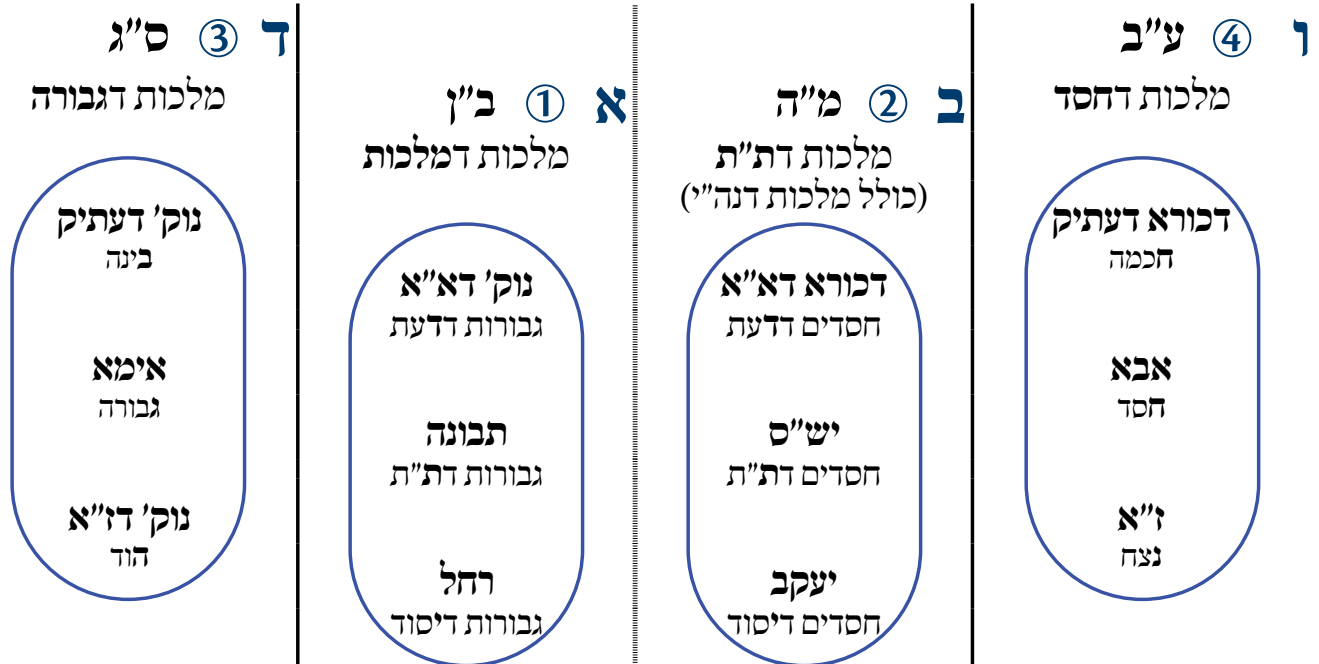 ו ④ ע״ב
מלכות דחסד
דכורא דעתיק
חכמה
אבא
חסד
ז״א
נצח
ב ② מ״ה
מלכות דת״ת
(כולל מלכות דנה״י)
דכורא דא״א
חסדים דדעת
יש״ס
חסדים דת״ת
יעקב
חסדים דיסוד
א ① ב״ן
מלכות דמלכות
נוק׳ דא״א
גבורות דדעת
תבונה
גבורות דת״ת
רחל
גבורות דיסוד
ד ③ ס״ג
מלכות דגבורה
נוק׳ דעתיק
בינה
אימא
גבורה
נוק׳ דז״א
הוד